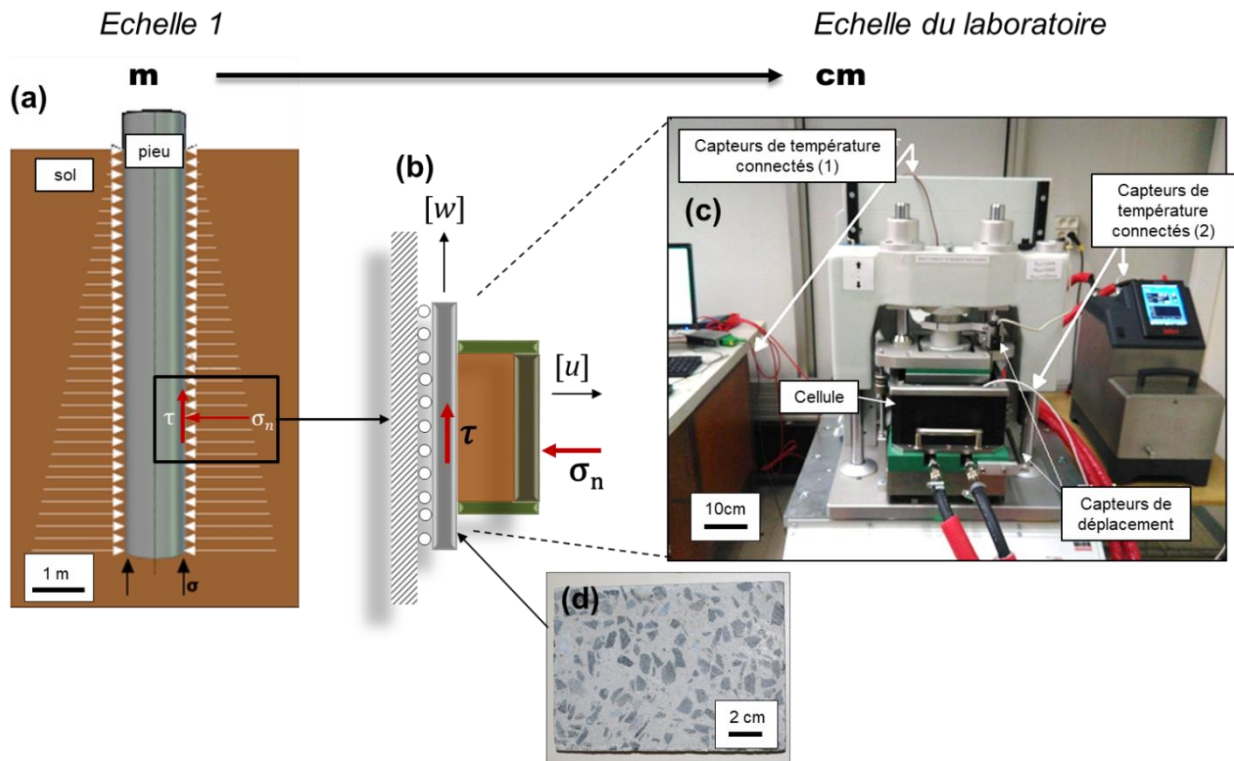 Echelle 1
Echelle du laboratoire
m
cm
(a)
pieu
sol
τ
σn
1 m
σ
(b)
[w]
[u]
τ
σn
(c)
Capteurs de température
connectés (1)
Capteurs de
température
connectés (2)
Cellule
Capteurs de
déplacement
10cm
(d)
2 cm